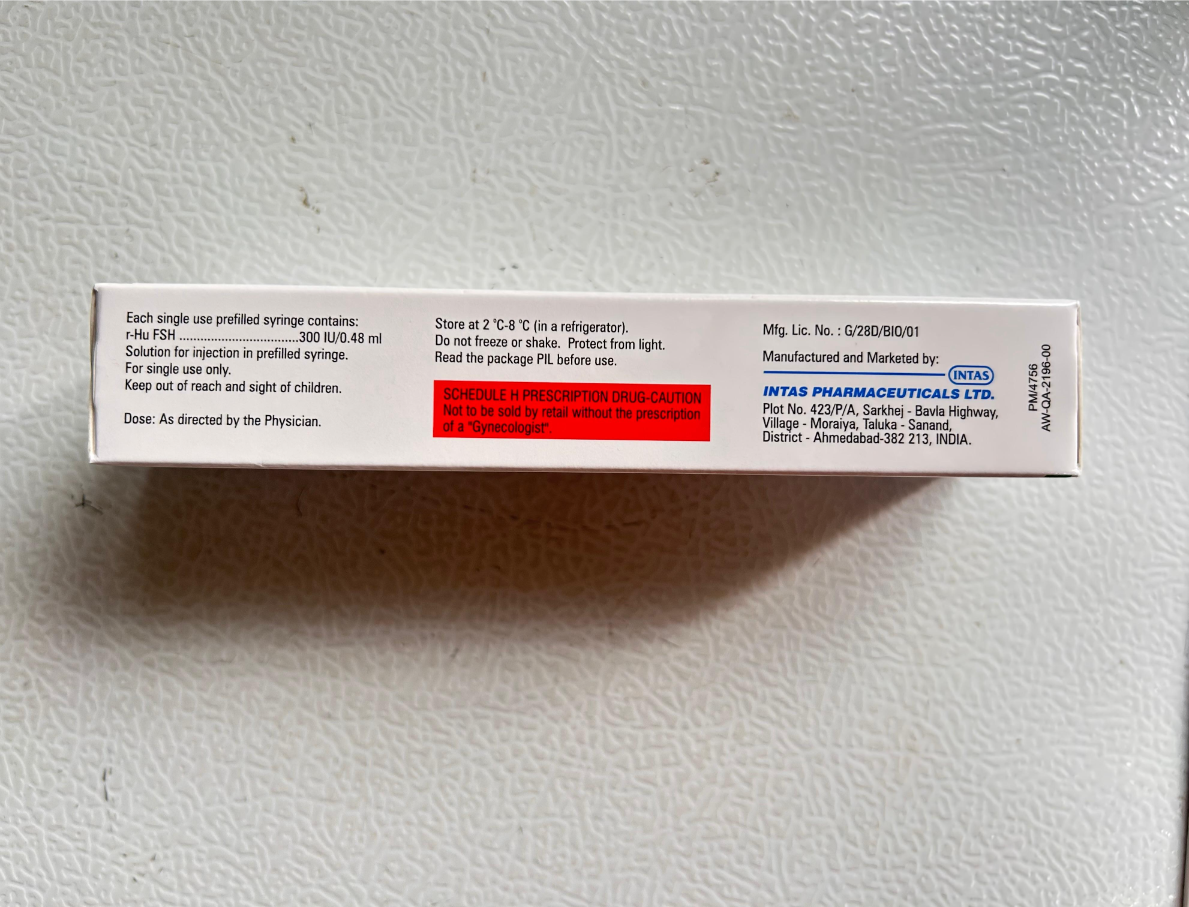 Each single use prefilled syringe contains:
r-Hu FSH .................................300 IU/0.48 ml
Solution for injection in prefilled syringe.
For single use only.
Keep out of reach and sight of children.
Dose: As directed by the Physician.
Store at 2 °C-8 °C (in a refrigerator).
Do not freeze or shake. Protect from light.
Read the package PIL before use.
SCHEDULE H PRESCRIPTION DRUG-CAUTION
Not to be sold by retail without the prescription
of a "Gynecologist".
Mfg. Lic. No. : G/28D/BIO/01
Manufactured and Marketed by:
INTAS
INTAS PHARMACEUTICALS LTD.
Plot No. 423/P/A, Sarkhej - Bavla Highway,
Village - Moraiya, Taluka - Sanand,
District - Ahmedabad-382 213, INDIA.
PM/4756
AW-QA-2196-00